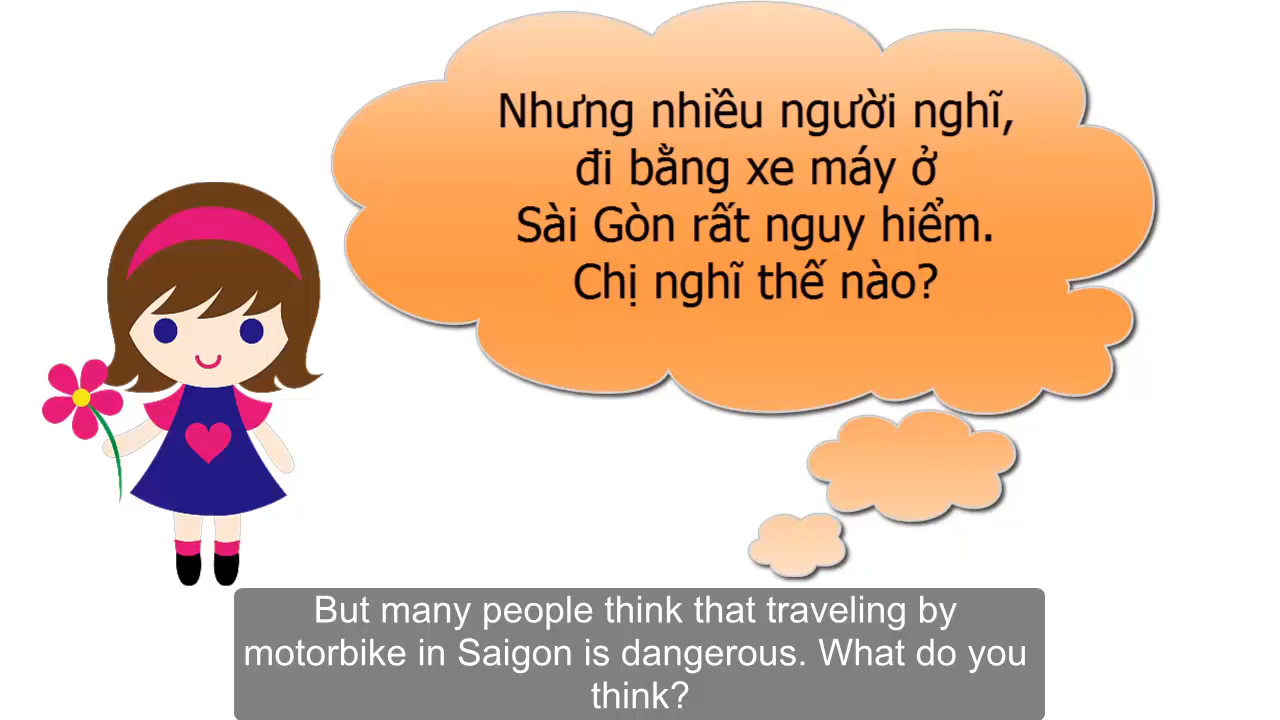 Nhưng nhiều người nghĩ,
đi bằng xe máy ở
Sài Gòn rất nguy hiểm.
Chị nghĩ thế nào?
But many people think that traveling by
motorbike in Saigon is dangerous. What do you
think?